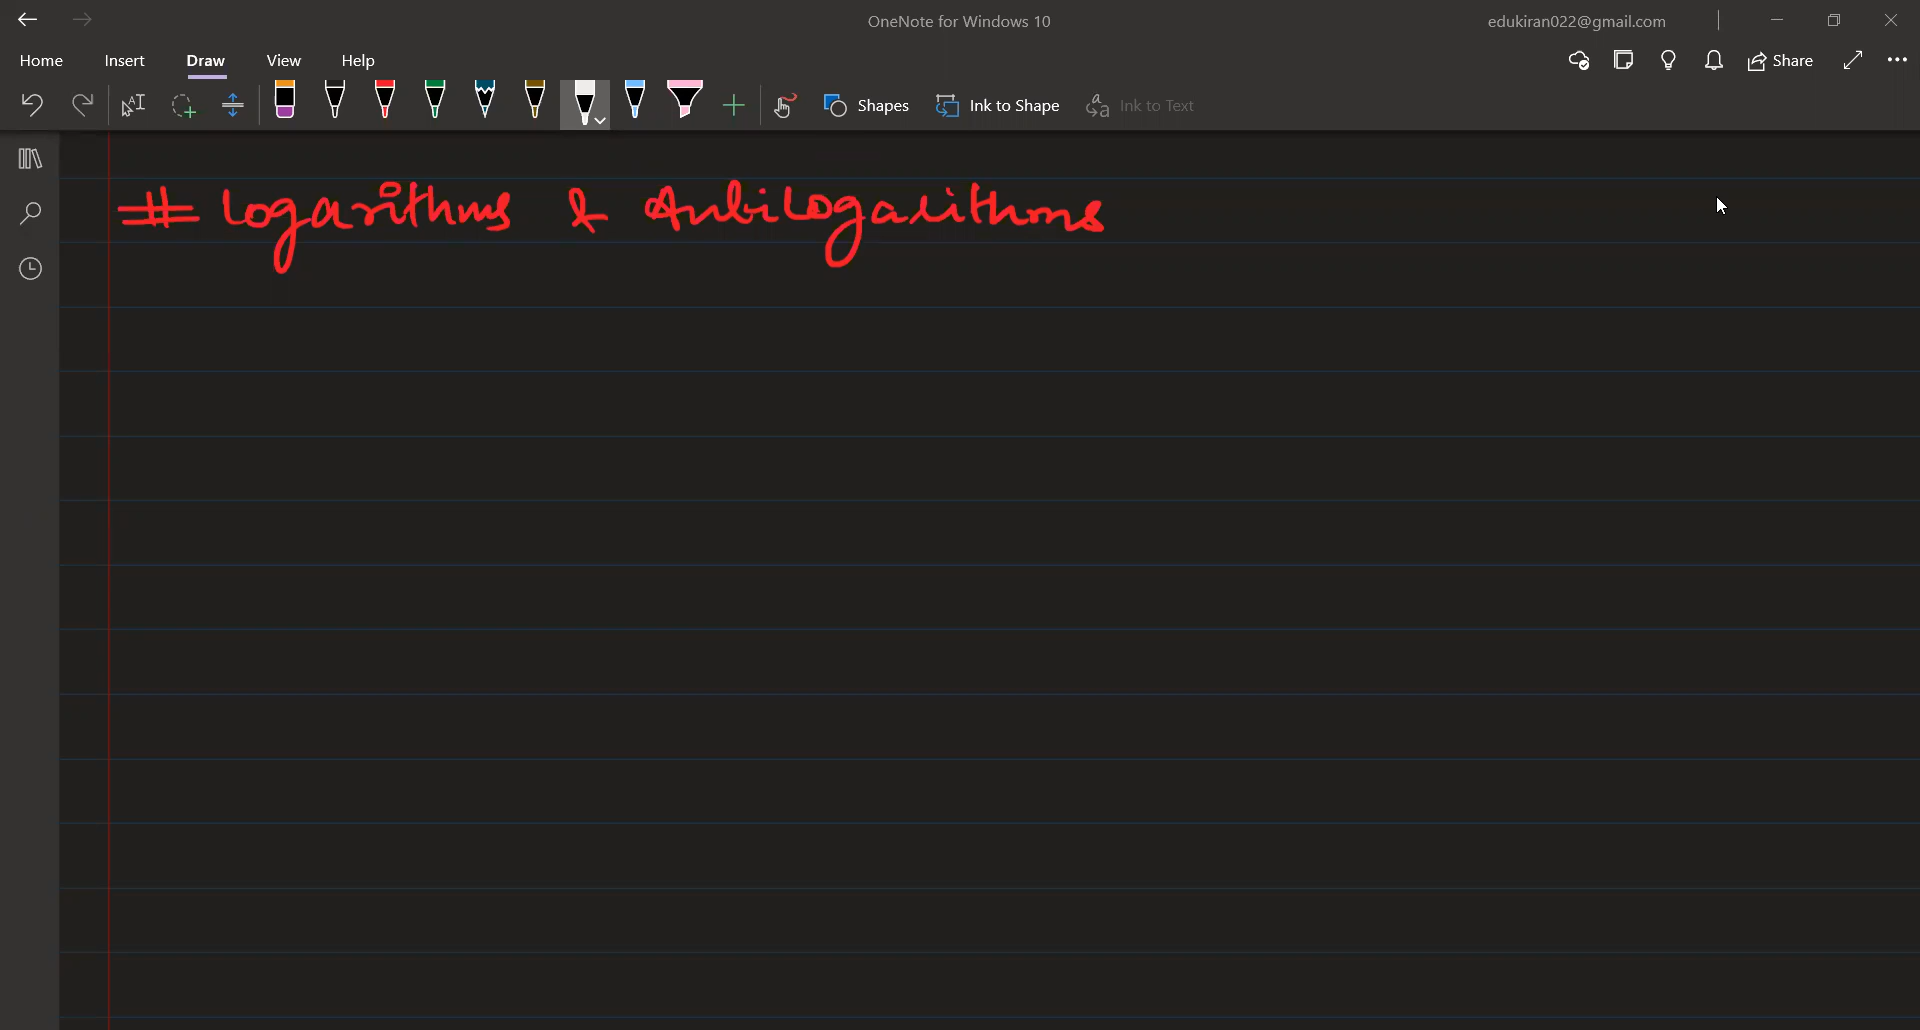 OneNote for Windows 10 edukiran022@gmail.com
Home Insert Draw View Help Share
Shapes Ink to Shape Ink to Text
# Logarithms & Antilogarithms